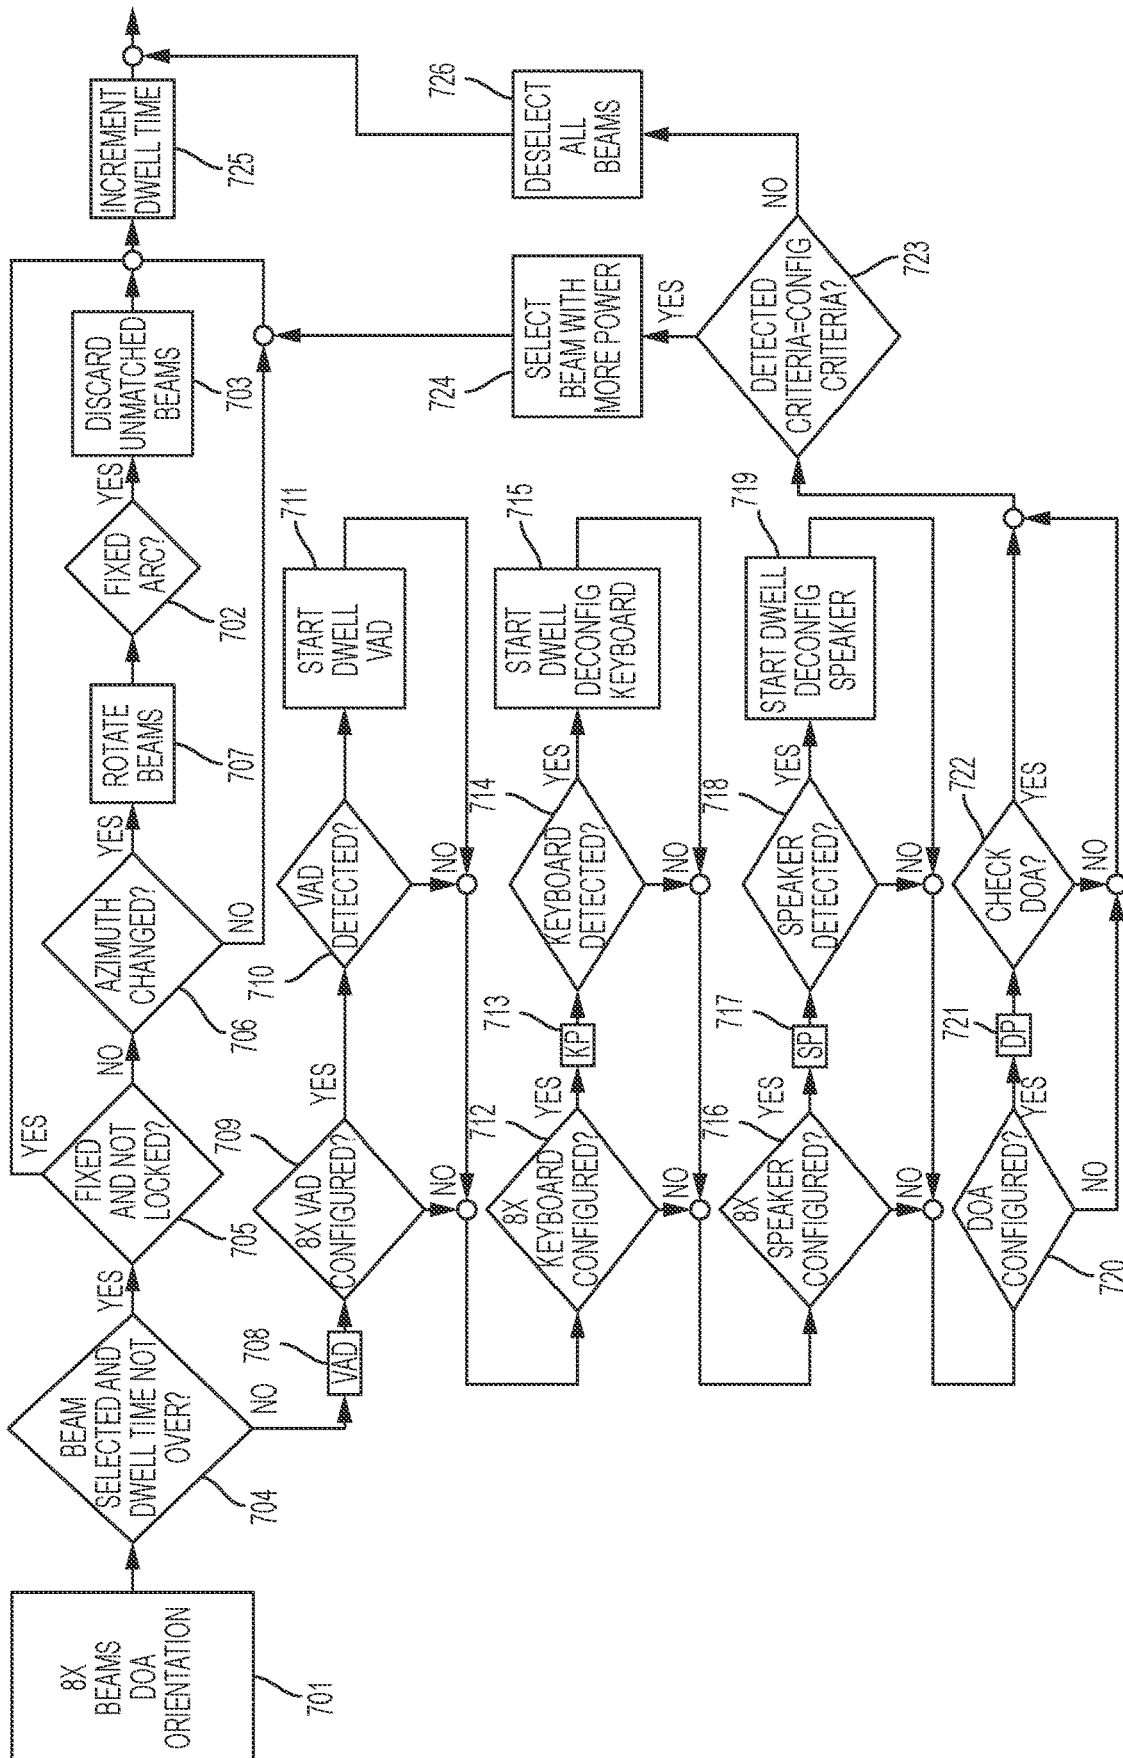 8X
BEAMS
DOA
ORIENTATION
701
BEAM
SELECTED AND
DWELL TIME NOT
OVER?
704
YES
NO
FIXED
AND NOT
LOCKED?
705
YES
NO
AZIMUTH
CHANGED?
706
YES
NO
ROTATE
BEAMS
707
FIXED
ARC?
702
YES
DISCARD
UNMATCHED
BEAMS
703
INCREMENT
DWELL TIME
725
VAD
708
8X VAD
CONFIGURED?
709
YES
NO
VAD
DETECTED?
710
NO
START
DWELL
VAD
711
8X
KEYBOARD
CONFIGURED?
712
YES
NO
KP
713
KEYBOARD
DETECTED?
714
YES
NO
START
DWELL
DECONFIG
KEYBOARD
715
8X
SPEAKER
CONFIGURED?
716
YES
NO
SP
717
SPEAKER
DETECTED?
718
YES
NO
START DWELL
DECONFIG
SPEAKER
719
DOA
CONFIGURED?
720
YES
NO
DP
721
CHECK
DOA?
722
YES
NO
DETECTED
CRITERIA=CONFIG
CRITERIA?
723
YES
NO
SELECT
BEAM WITH
MORE POWER
724
DESELECT
ALL
BEAMS
726